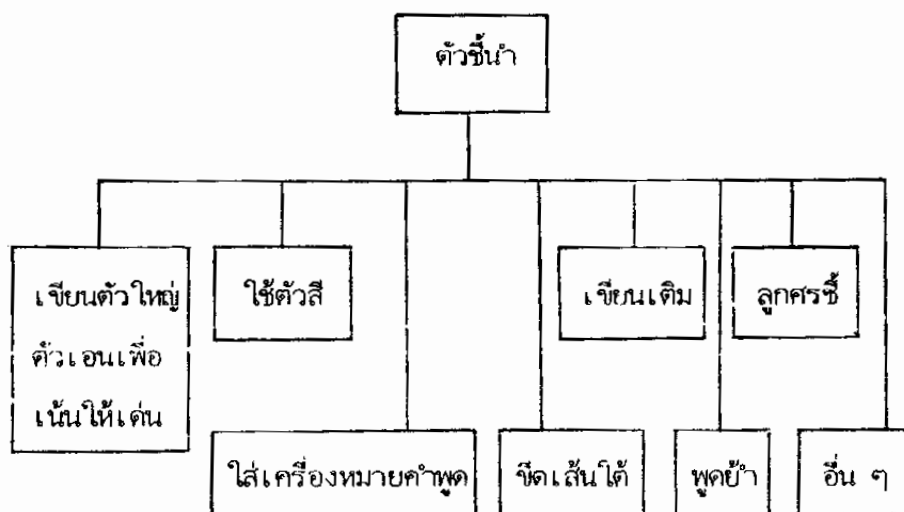 ตัวชี้นำ
เขียนตัวใหญ่
ตัวเอนเพื่อ
เน้นให้เด่น
ใช้ตัวสี
เขียนเติม
ลูกศรชี้
ใส่เครื่องหมายคำพูด
ขีดเส้นใต้
พูดย้ำ
อื่น ๆ